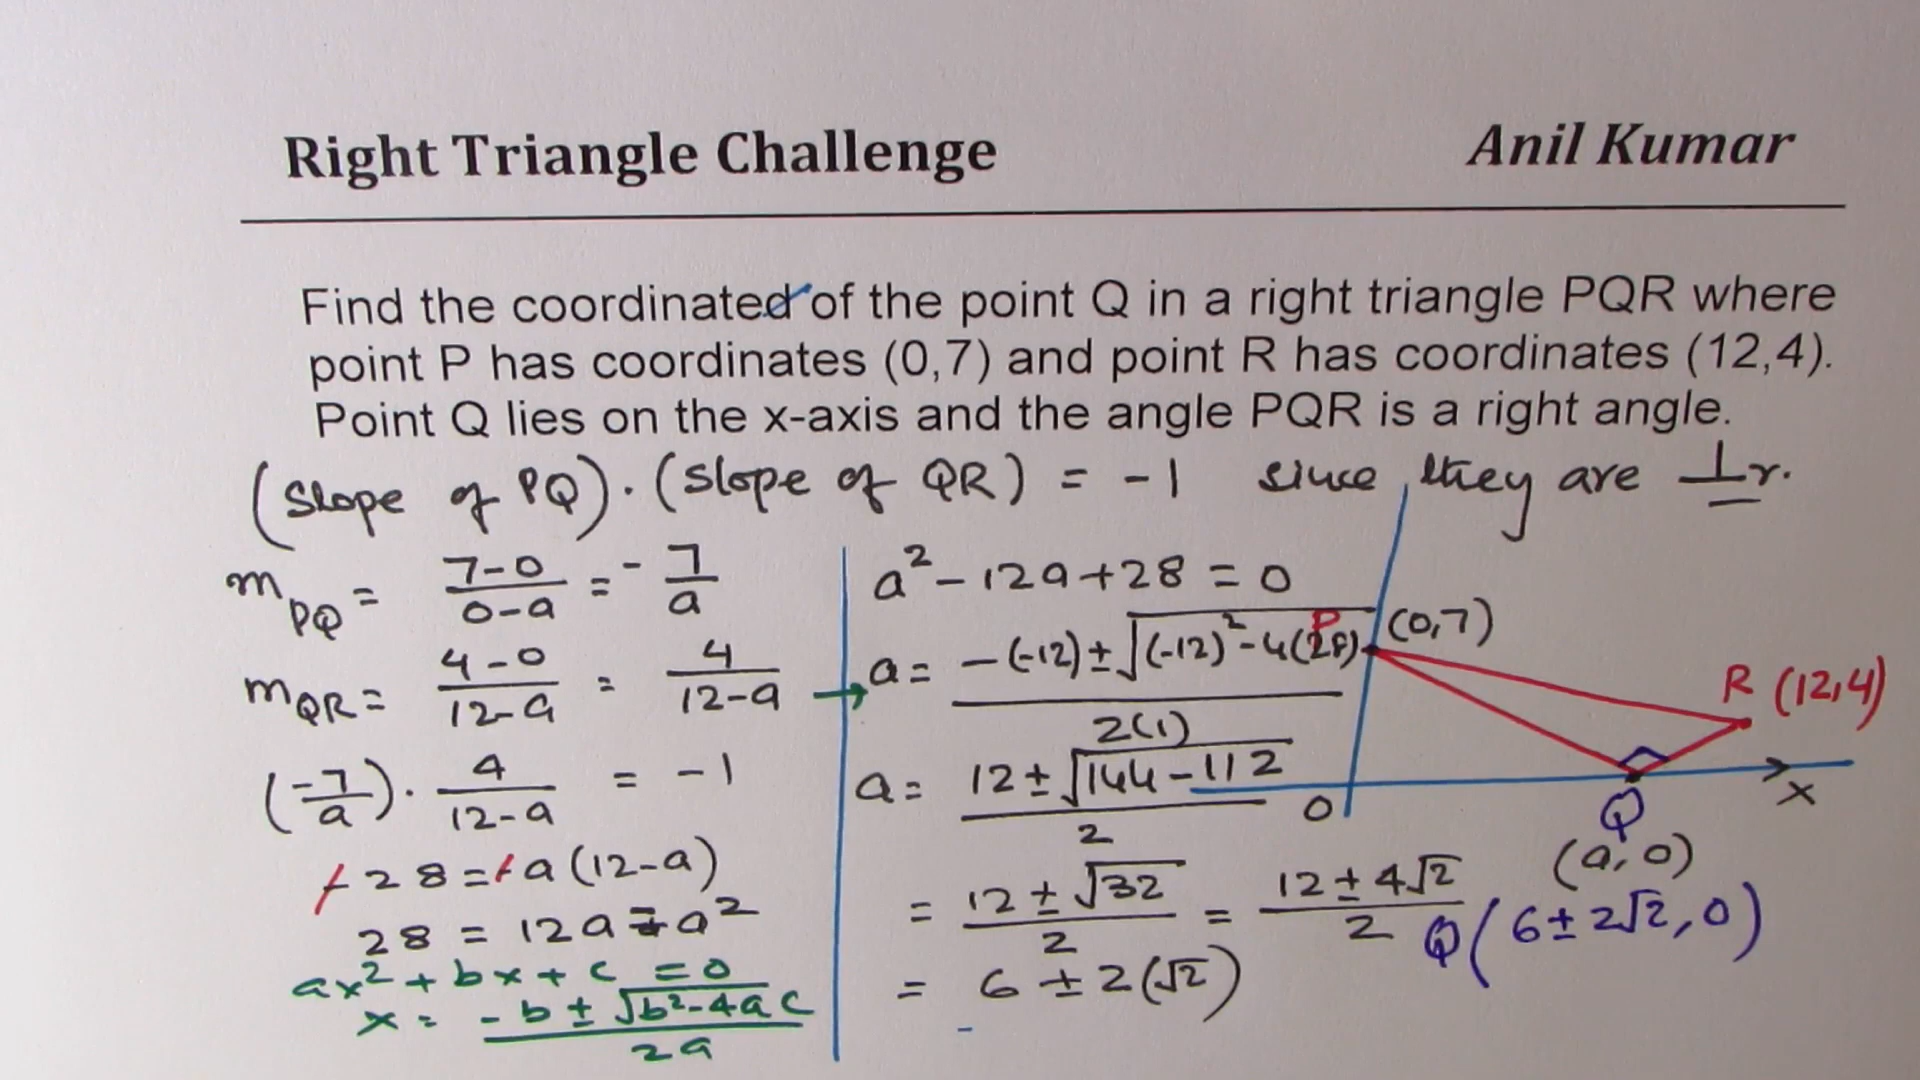 Right Triangle Challenge
Anil Kumar
Find the coordinated of the point Q in a right triangle PQR where
point P has coordinates (0,7) and point R has coordinates (12,4).
Point Q lies on the x-axis and the angle PQR is a right angle.
(Slope of PQ) · (Slope of QR) = -1 since they are ⊥r.
m_PQ = (7-0)/(0-a) = -7/a
m_QR = (4-0)/(12-a) = 4/(12-a)
(-7/a) · 4/(12-a) = -1
-28 = -a(12-a)
28 = 12a - a²
ax² + bx + c = 0
x = (-b ± √(b²-4ac))/2a
a² - 12a + 28 = 0
a = (-(-12) ± √((-12)² - 4(28)))/2(1)
a = (12 ± √(144-112))/2
= (12 ± √32)/2 = (12 ± 4√2)/2
= 6 ± 2(√2)
P
(0,7)
R (12,4)
0
x
Q
(a,0)
Q(6±2√2,0)